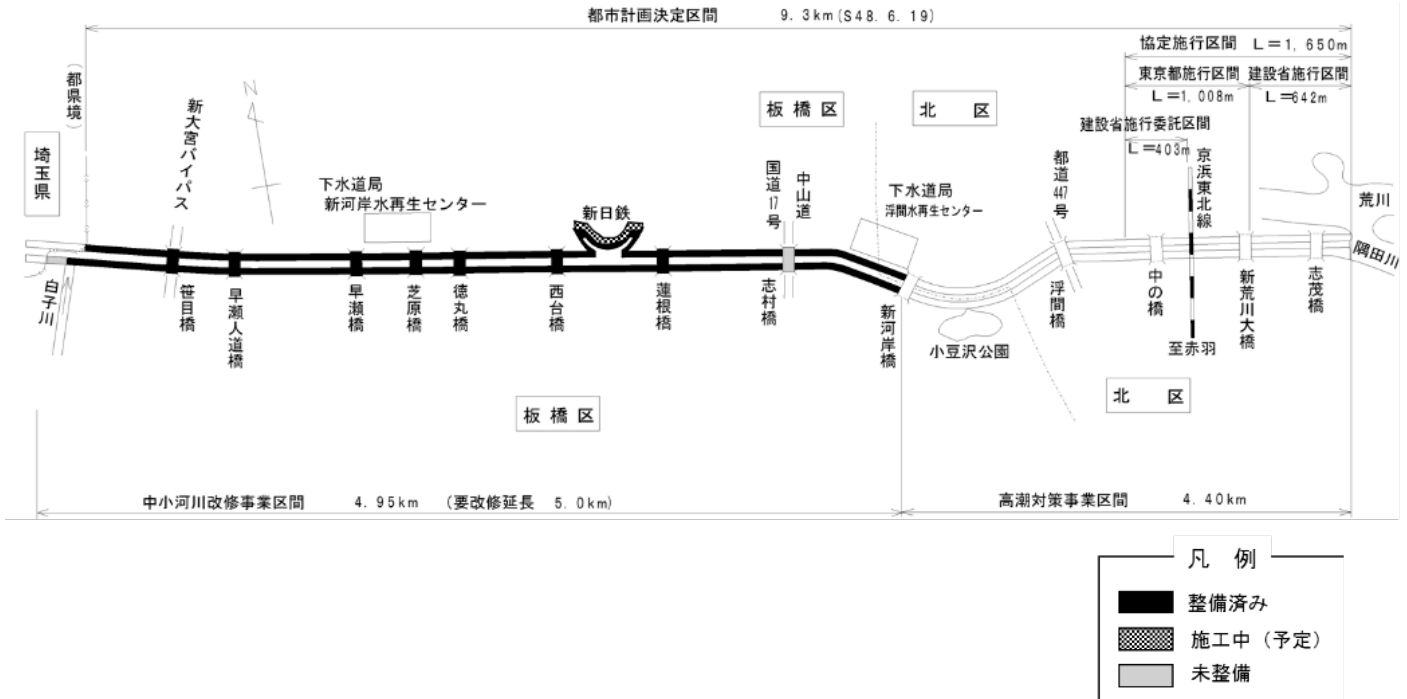 都市計画決定区間 9.3km(S48.6.19)
協定施行区間 L=1,650m
東京都施行区間 建設省施行区間
L=1,008m L=642m
建設省施行委託区間
L=403m
(都県境)
埼玉県
新大宮バイパス
N
下水道局
新河岸水再生センター
新日鉄
板橋区
北 区
国道17号
中山道
下水道局
浮間水再生センター
都道447号
京浜東北線
荒川
隅田川
白子川
笹目橋
早瀬人道橋
早瀬橋
芝原橋
徳丸橋
西台橋
蓮根橋
志村橋
新河岸橋
小豆沢公園
浮間橋
中の橋
至赤羽
新荒川大橋
志茂橋
板橋区
北 区
中小河川改修事業区間 4.95km (要改修延長 5.0km)
高潮対策事業区間 4.40km
凡 例
整備済み
施工中(予定)
未整備